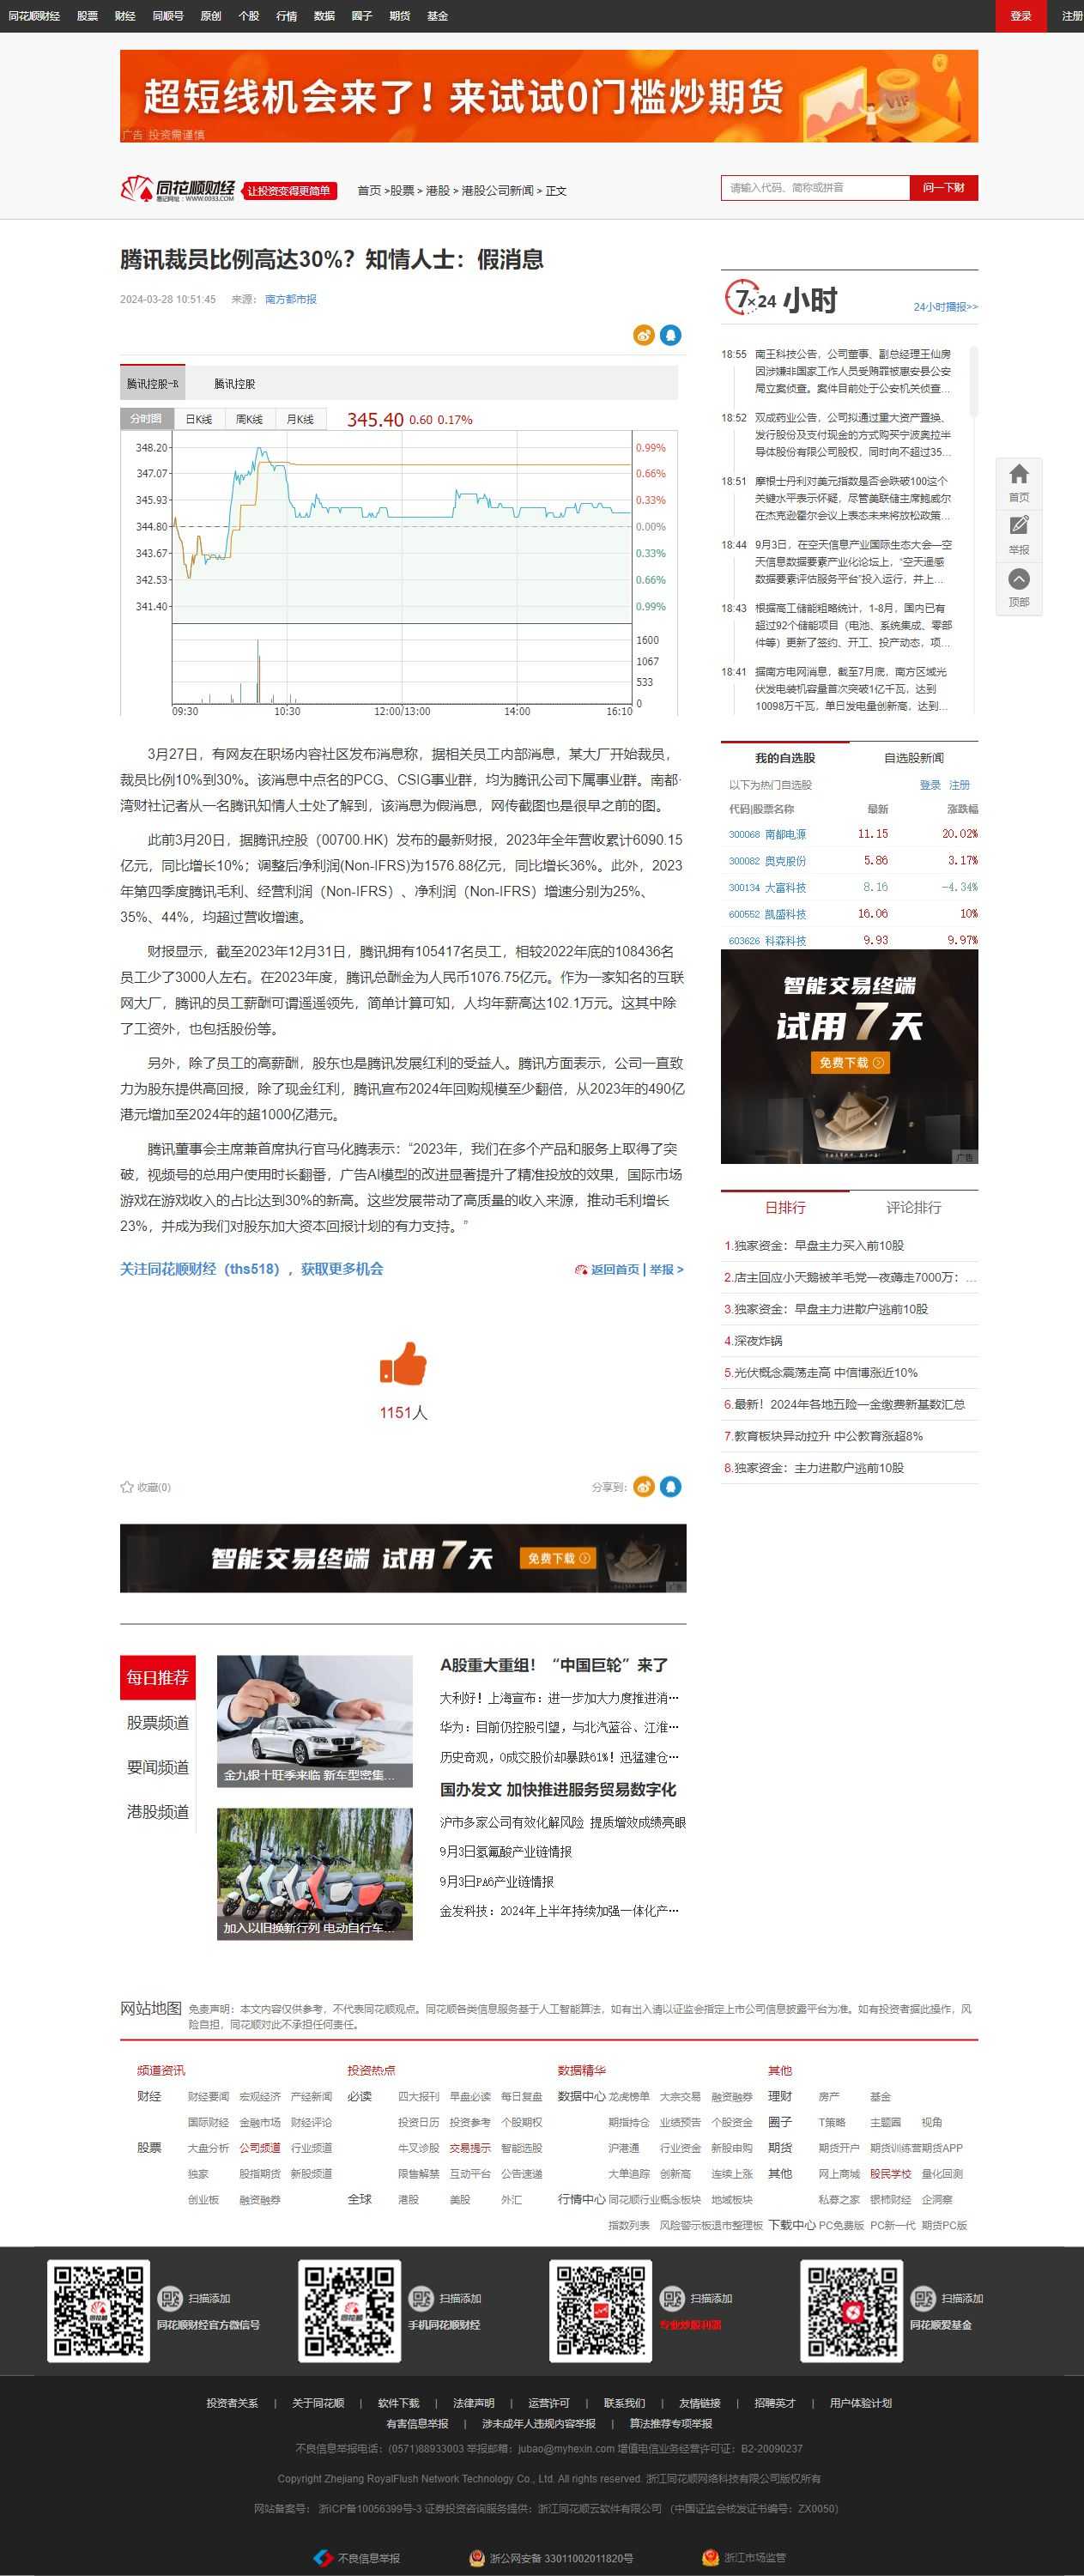 同花顺财经 股票 财经 同顺号 原创 个股 行情 数据 圈子 期货 基金 登录 注册
超短线机会来了！来试试0门槛炒期货
广告 投资需谨慎
同花顺财经 让投资变得更简单
惠记网址：WWW.0033.COM
首页 >股票 > 港股 > 港股公司新闻 > 正文
请输入代码、简称或拼音 问一下财
腾讯裁员比例高达30%？知情人士：假消息
2024-03-28 10:51:45 来源： 南方都市报
腾讯控股-R 腾讯控股
分时图 日K线 周K线 月K线 345.40 0.60 0.17%
348.20 0.99%
347.07 0.66%
345.93 0.33%
344.80 0.00%
343.67 0.33%
342.53 0.66%
341.40 0.99%
1600
1067
533
0
09:30 10:30 12:00/13:00 14:00 16:10
3月27日，有网友在职场内容社区发布消息称，据相关员工内部消息，某大厂开始裁员，
裁员比例10%到30%。该消息中点名的PCG、CSIG事业群，均为腾讯公司下属事业群。南都·
湾财社记者从一名腾讯知情人士处了解到，该消息为假消息，网传截图也是很早之前的图。
此前3月20日，据腾讯控股（00700.HK）发布的最新财报，2023年全年营收累计6090.15
亿元，同比增长10%；调整后净利润(Non-IFRS)为1576.88亿元，同比增长36%。此外，2023
年第四季度腾讯毛利、经营利润（Non-IFRS）、净利润（Non-IFRS）增速分别为25%、
35%、44%，均超过营收增速。
财报显示，截至2023年12月31日，腾讯拥有105417名员工，相较2022年底的108436名
员工少了3000人左右。在2023年度，腾讯总酬金为人民币1076.75亿元。作为一家知名的互联
网大厂，腾讯的员工薪酬可谓遥遥领先，简单计算可知，人均年薪高达102.1万元。这其中除
了工资外，也包括股份等。
另外，除了员工的高薪酬，股东也是腾讯发展红利的受益人。腾讯方面表示，公司一直致
力为股东提供高回报，除了现金红利，腾讯宣布2024年回购规模至少翻倍，从2023年的490亿
港元增加至2024年的超1000亿港元。
腾讯董事会主席兼首席执行官马化腾表示：“2023年，我们在多个产品和服务上取得了突
破，视频号的总用户使用时长翻番，广告AI模型的改进显著提升了精准投放的效果，国际市场
游戏在游戏收入的占比达到30%的新高。这些发展带动了高质量的收入来源，推动毛利增长
23%，并成为我们对股东加大资本回报计划的有力支持。”
关注同花顺财经（ths518），获取更多机会 返回首页 | 举报 >
1151人
收藏(0) 分享到：
智能交易终端 试用7天 免费下载
7×24 小时 24小时播报>>
18:55 南王科技公告，公司董事、副总经理王仙房
因涉嫌非国家工作人员受贿罪被惠安县公安
局立案侦查。案件目前处于公安机关侦查...
18:52 双成药业公告，公司拟通过重大资产置换、
发行股份及支付现金的方式购买宁波奥拉半
导体股份有限公司股权，同时向不超过35...
18:51 摩根士丹利对美元指数是否会跌破100这个
关键水平表示怀疑，尽管美联储主席鲍威尔
在杰克逊霍尔会议上表态未来将放松政策...
18:44 9月3日，在空天信息产业国际生态大会—空
天信息数据要素产业化论坛上，“空天遥感
数据要素评估服务平台”投入运行，并上...
18:43 根据高工储能粗略统计，1-8月，国内已有
超过92个储能项目（电池、系统集成、零部
件等）更新了签约、开工、投产动态，项...
18:41 据南方电网消息，截至7月底，南方区域光
伏发电装机容量首次突破1亿千瓦，达到
10098万千瓦，单日发电量创新高，达到...
首页
举报
顶部
我的自选股 自选股新闻
以下为热门自选股 登录 注册
代码|股票名称 最新 涨跌幅
300068 南都电源 11.15 20.02%
300082 奥克股份 5.86 3.17%
300134 大富科技 8.16 -4.34%
600552 凯盛科技 16.06 10%
603626 科森科技 9.93 9.97%
智能交易终端
试用7天
免费下载
广告
日排行 评论排行
1.独家资金：早盘主力买入前10股
2.店主回应小天鹅被羊毛党一夜薅走7000万：...
3.独家资金：早盘主力进散户逃前10股
4.深夜炸锅
5.光伏概念震荡走高 中信博涨近10%
6.最新！2024年各地五险一金缴费新基数汇总
7.教育板块异动拉升 中公教育涨超8%
8.独家资金：主力进散户逃前10股
每日推荐
股票频道
要闻频道
港股频道
金九银十旺季来临 新车型密集...
加入以旧换新行列 电动自行车...
A股重大重组！“中国巨轮”来了
大利好！上海宣布：进一步加大力度推进消…
华为：目前仍控股引望，与北汽蓝谷、江淮…
历史奇观，0成交股价却暴跌61%！迅猛建仓…
国办发文 加快推进服务贸易数字化
沪市多家公司有效化解风险 提质增效成绩亮眼
9月3日氢氟酸产业链情报
9月3日PA6产业链情报
金发科技：2024年上半年持续加强一体化产…
网站地图 免责声明：本文内容仅供参考，不代表同花顺观点。同花顺各类信息服务基于人工智能算法，如有出入请以证监会指定上市公司信息披露平台为准。如有投资者据此操作，风
险自担，同花顺对此不承担任何责任。
频道资讯 投资热点 数据精华 其他
财经 财经要闻 宏观经济 产经新闻 必读 四大报刊 早盘必读 每日复盘 数据中心 龙虎榜单 大宗交易 融资融券 理财 房产 基金
国际财经 金融市场 财经评论 投资日历 投资参考 个股期权 期指持仓 业绩预告 个股资金 圈子 T策略 主题圆 视角
股票 大盘分析 公司频道 行业频道 牛叉诊股 交易提示 智能选股 沪港通 行业资金 新股申购 期货 期货开户 期货训练营 期货APP
独家 股指期货 新股频道 限售解禁 互动平台 公告速递 大单追踪 创新高 连续上涨 其他 网上商城 股民学校 量化回测
创业板 融资融券 全球 港股 美股 外汇 行情中心 同花顺行业 概念板块 地域板块 私募之家 银柿财经 企洞察
指数列表 风险警示板 退市整理板 下载中心 PC免费版 PC新一代 期货PC版
扫描添加 扫描添加 扫描添加 扫描添加
同花顺财经官方微信号 手机同花顺财经 专业炒股利器 同花顺爱基金
投资者关系 | 关于同花顺 | 软件下载 | 法律声明 | 运营许可 | 联系我们 | 友情链接 | 招聘英才 | 用户体验计划
有害信息举报 | 涉未成年人违规内容举报 | 算法推荐专项举报
不良信息举报电话：(0571)88933003 举报邮箱：jubao@myhexin.com 增值电信业务经营许可证：B2-20090237
Copyright Zhejiang RoyalFlush Network Technology Co., Ltd. All rights reserved. 浙江同花顺网络科技有限公司版权所有
网站备案号： 浙ICP备10056399号-3 证券投资咨询服务提供：浙江同花顺云软件有限公司 （中国证监会核发证书编号：ZX0050）
不良信息举报 浙公网安备 33011002011820号 浙江市场监管